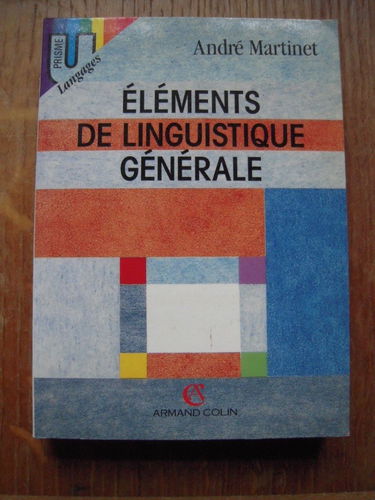 U
PRISME
Langages
André Martinet
ÉLÉMENTS
DE LINGUISTIQUE
GÉNÉRALE
ARMAND COLIN